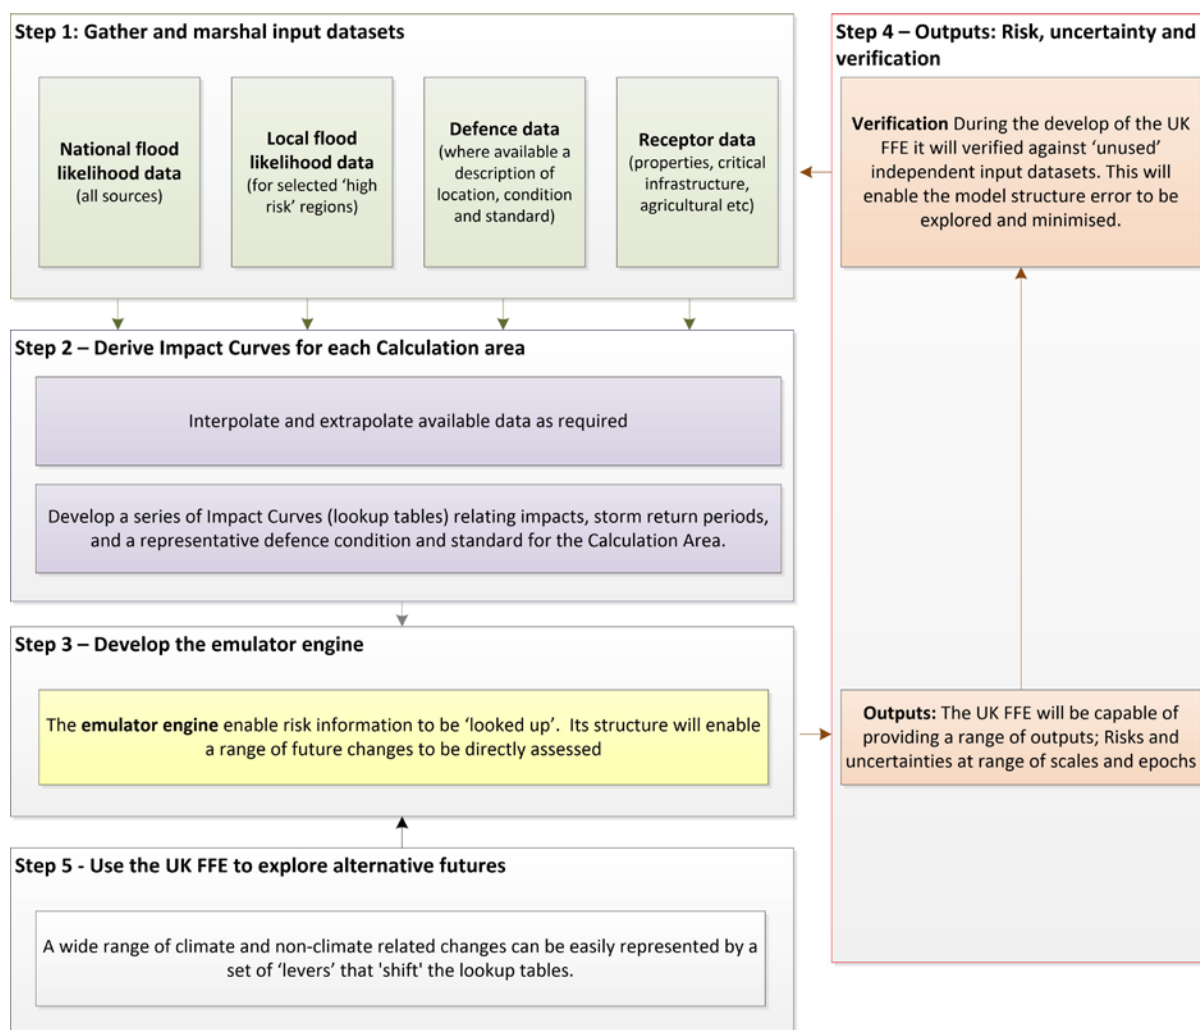 Step 1: Gather and marshal input datasets
National flood
likelihood data
(all sources)
Local flood
likelihood data
(for selected ‘high
risk’ regions)
Defence data
(where available a
description of
location, condition
and standard)
Receptor data
(properties, critical
infrastructure,
agricultural etc)
Step 2 – Derive Impact Curves for each Calculation area
Interpolate and extrapolate available data as required
Develop a series of Impact Curves (lookup tables) relating impacts, storm return periods,
and a representative defence condition and standard for the Calculation Area.
Step 3 – Develop the emulator engine
The emulator engine enable risk information to be ‘looked up’. Its structure will enable
a range of future changes to be directly assessed
Step 5 - Use the UK FFE to explore alternative futures
A wide range of climate and non-climate related changes can be easily represented by a
set of ‘levers’ that 'shift' the lookup tables.
Step 4 – Outputs: Risk, uncertainty and
verification
Verification During the develop of the UK
FFE it will verified against ‘unused’
independent input datasets. This will
enable the model structure error to be
explored and minimised.
Outputs: The UK FFE will be capable of
providing a range of outputs; Risks and
uncertainties at range of scales and epochs